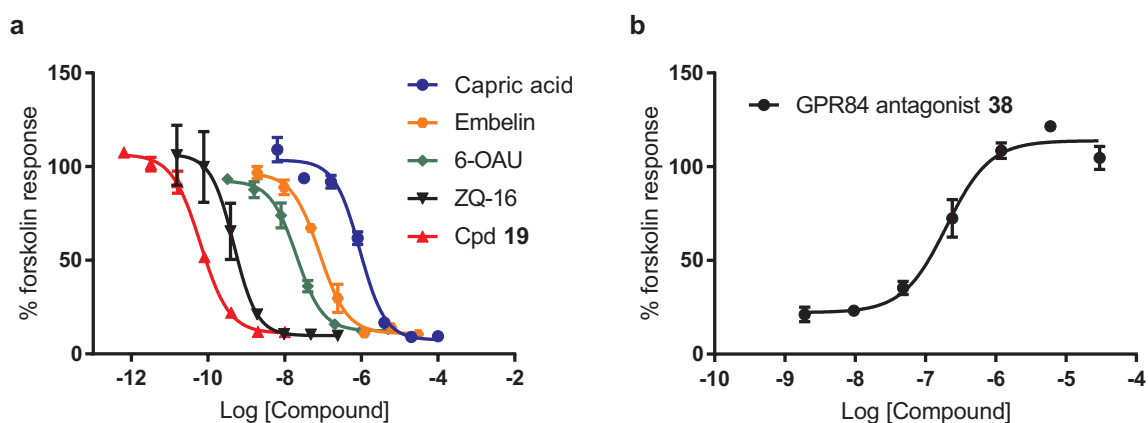 a
150
100
50
0
% forskolin response
-12
-10
-8
-6
-4
-2
Log [Compound]
Capric acid
Embelin
6-OAU
ZQ-16
Cpd 19
b
150
100
50
0
% forskolin response
-10
-9
-8
-7
-6
-5
-4
Log [Compound]
GPR84 antagonist 38